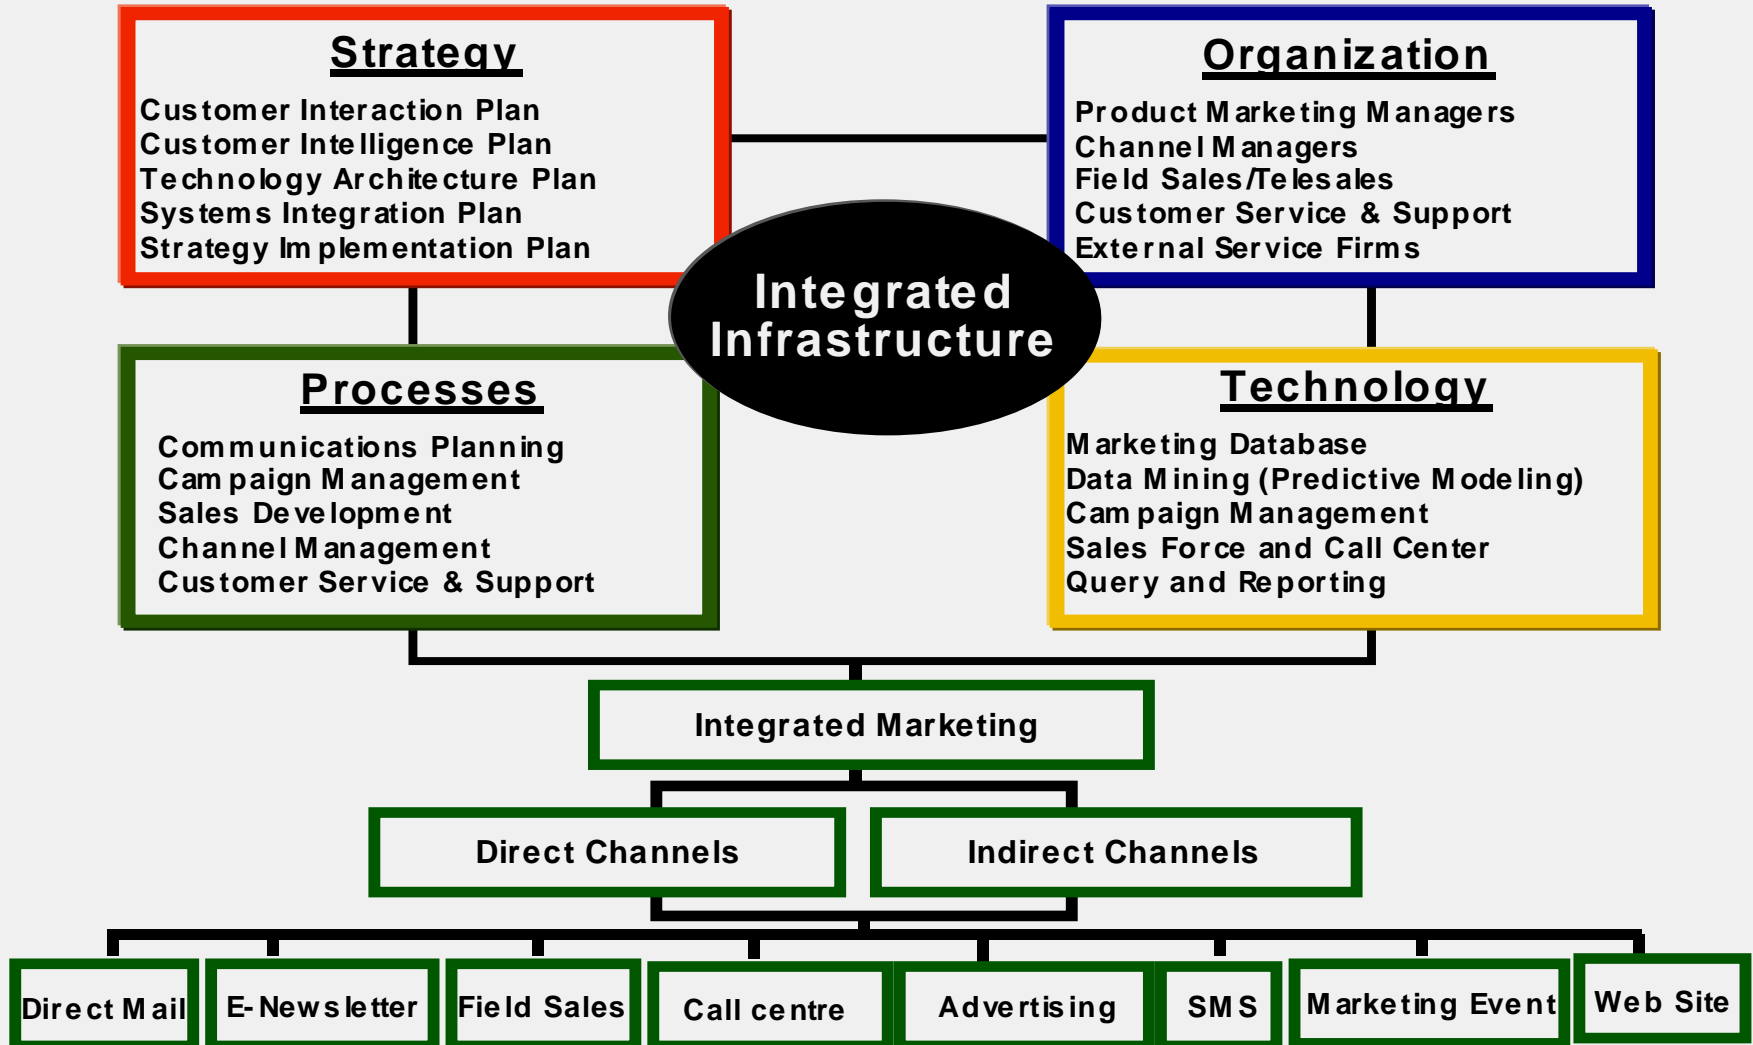 Strategy
Customer Interaction Plan
Customer Intelligence Plan
Technology Architecture Plan
Systems Integration Plan
Strategy Implementation Plan
Organization
Product Marketing Managers
Channel Managers
Field Sales/Telesales
Customer Service & Support
External Service Firms
Integrated
Infrastructure
Processes
Communications Planning
Campaign Management
Sales Development
Channel Management
Customer Service & Support
Technology
Marketing Database
Data Mining (Predictive Modeling)
Campaign Management
Sales Force and Call Center
Query and Reporting
Integrated Marketing
Direct Channels
Indirect Channels
Direct Mail
E-Newsletter
Field Sales
Call centre
Advertising
SMS
Marketing Event
Web Site